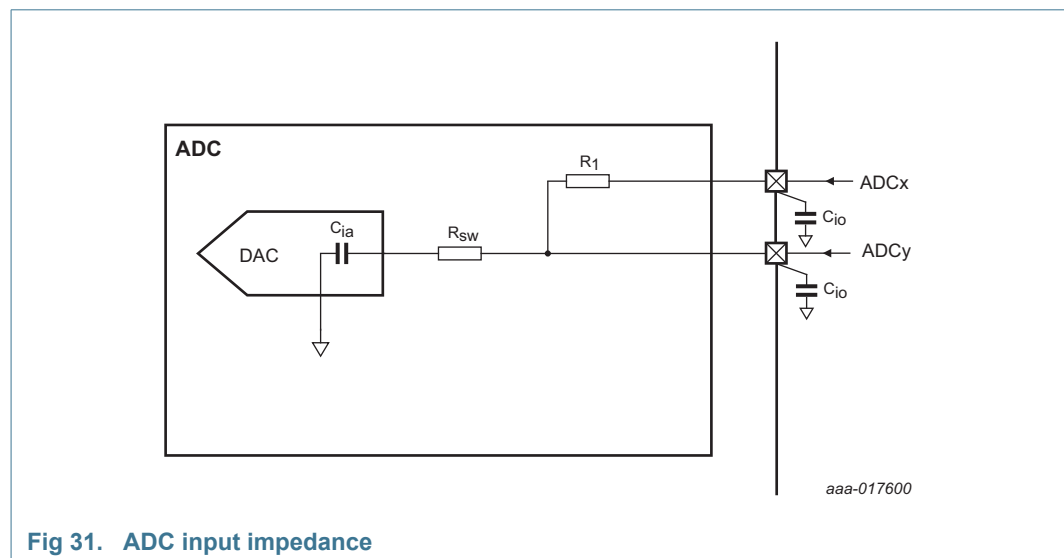 ADC
R1
ADCx
Cio
Cia
Rsw
DAC
ADCy
Cio
aaa-017600
Fig 31. ADC input impedance